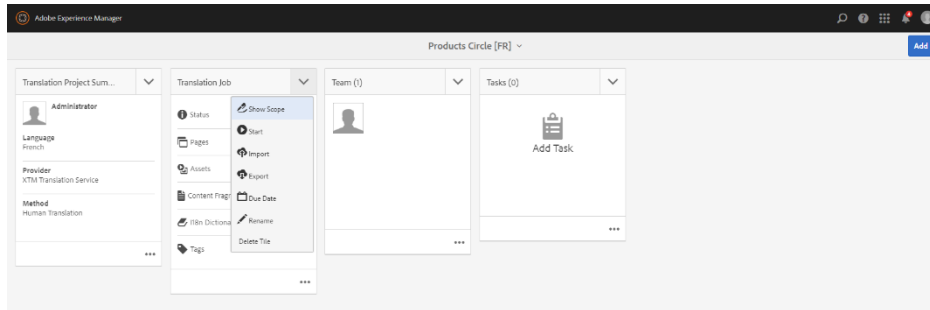 Adobe Experience Manager
4
Products Circle [FR]
Add
Translation Project Sum...
Administrator
Language
French
Provider
XTM Translation Service
Method
Human Translation
Translation Job
Status
Pages
Assets
Content Fragr
I18n Dictiona
Tags
Show Scope
Start
Import
Export
Due Date
Rename
Delete Tile
Team (1)
Tasks (0)
Add Task